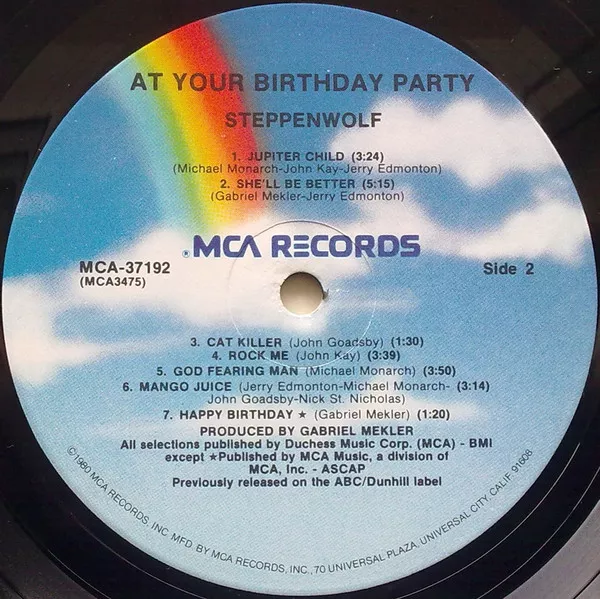 AT YOUR BIRTHDAY PARTY
STEPPENWOLF
1. JUPITER CHILD (3:24)
(Michael Monarch-John Kay-Jerry Edmonton)
2. SHE'LL BE BETTER (5:15)
(Gabriel Mekler-Jerry Edmonton)
® MCA RECORDS
MCA-37192
(MCA3475)
Side 2
3. CAT KILLER (John Goadsby) (1:30)
4. ROCK ME (John Kay) (3:39)
5. GOD FEARING MAN (Michael Monarch) (3:50)
6. MANGO JUICE (Jerry Edmonton-Michael Monarch- (3:14)
John Goadsby-Nick St. Nicholas)
7. HAPPY BIRTHDAY ★ (Gabriel Mekler) (1:20)
PRODUCED BY GABRIEL MEKLER
All selections published by Duchess Music Corp. (MCA) - BMI
except ★Published by MCA Music, a division of
MCA, Inc. - ASCAP
Previously released on the ABC/Dunhill label
©1980 MCA RECORDS, INC. MFD. BY MCA RECORDS, INC., 70 UNIVERSAL PLAZA, UNIVERSAL CITY, CALIF. 91608